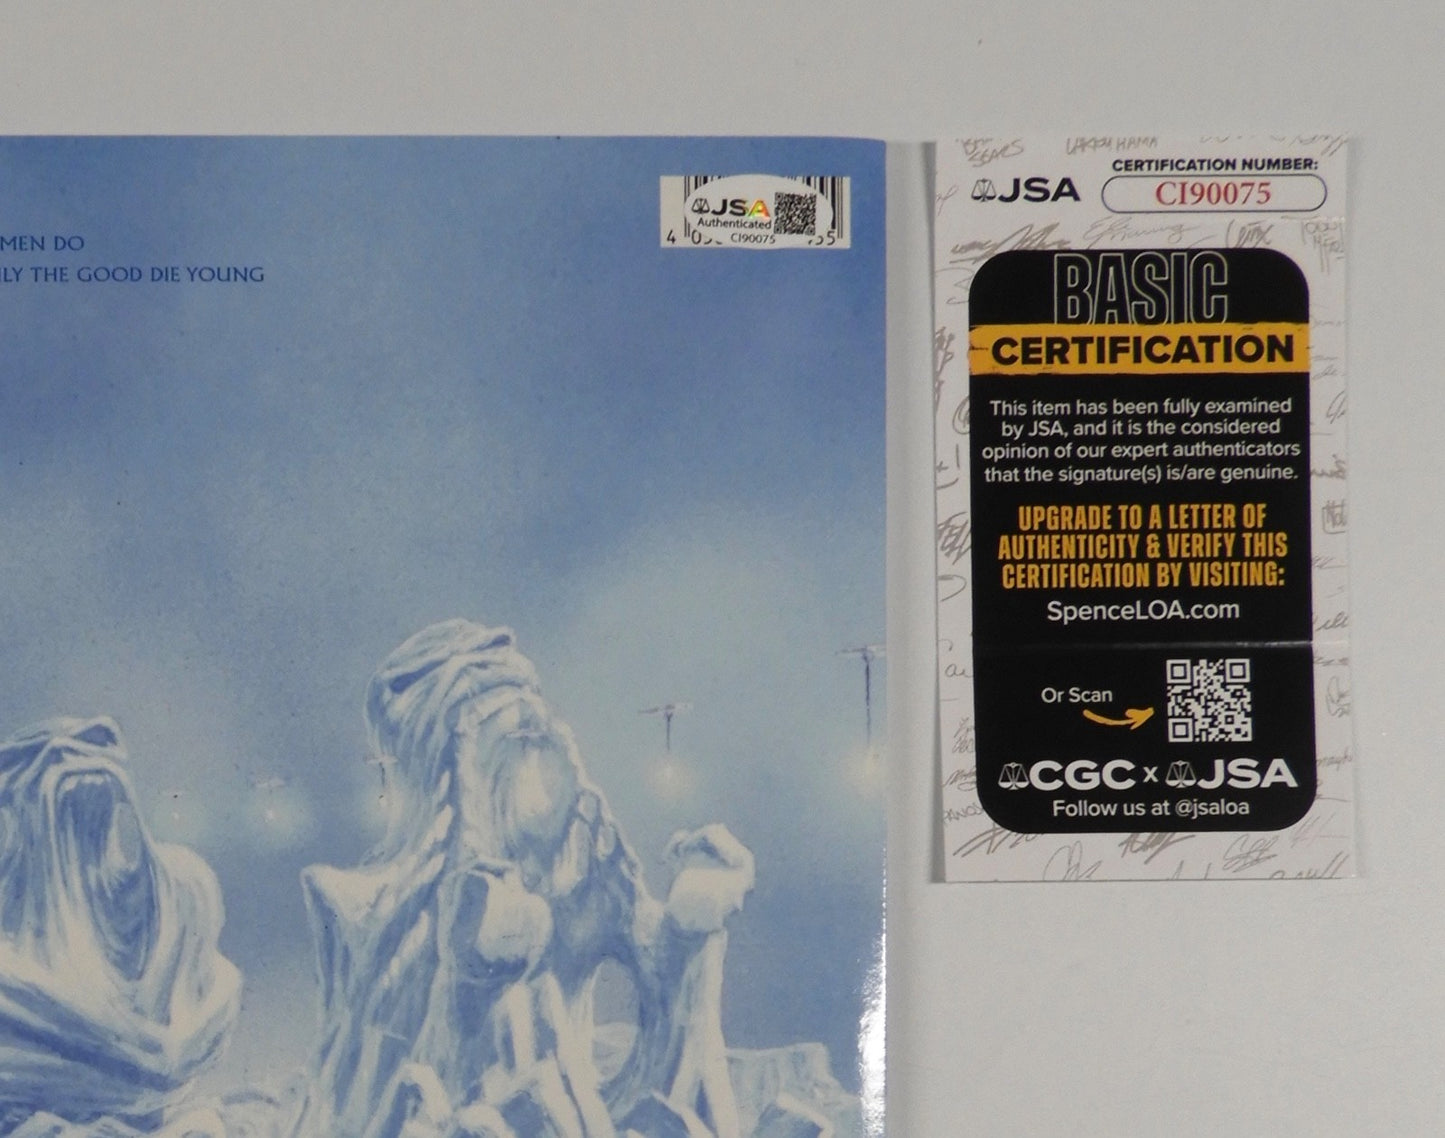 MEN DO
THE GOOD DIE YOUNG
JSA
Authenticated
CI90075
4
55
JSA
CERTIFICATION NUMBER:
CI90075
BASIC
CERTIFICATION
This item has been fully examined
by JSA, and it is the considered
opinion of our expert authenticators
that the signature(s) is/are genuine.
UPGRADE TO A LETTER OF
AUTHENTICITY & VERIFY THIS
CERTIFICATION BY VISITING:
SpenceLOA.com
Or Scan
CGC x JSA
Follow us at @jsaloa